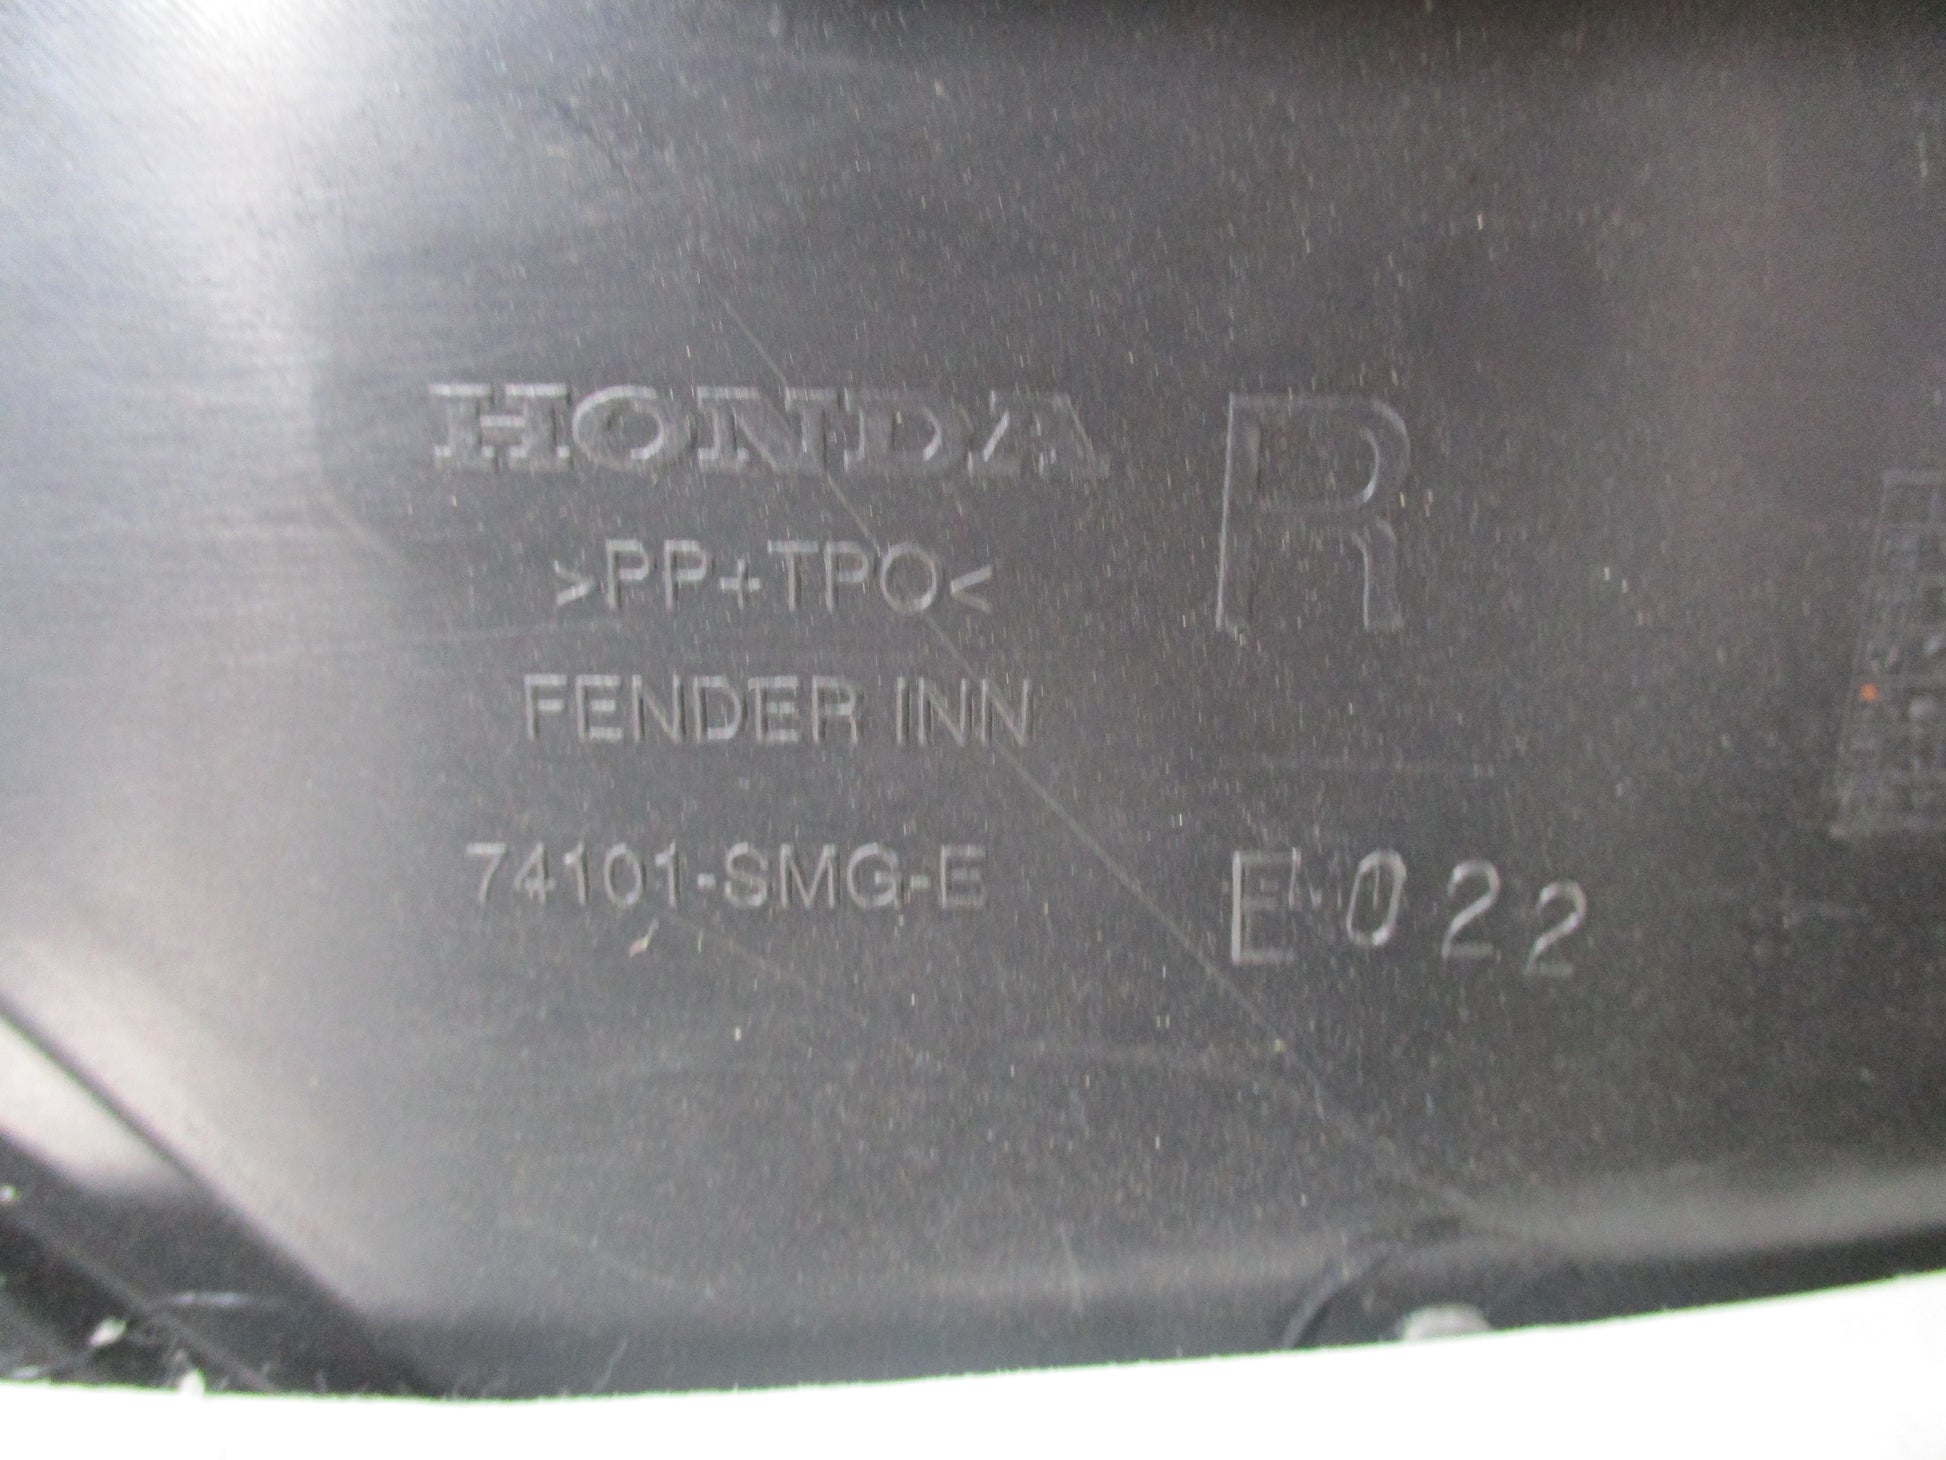 HONDA R
>PP+TPO<
FENDER INN
74101-SMG-E E022